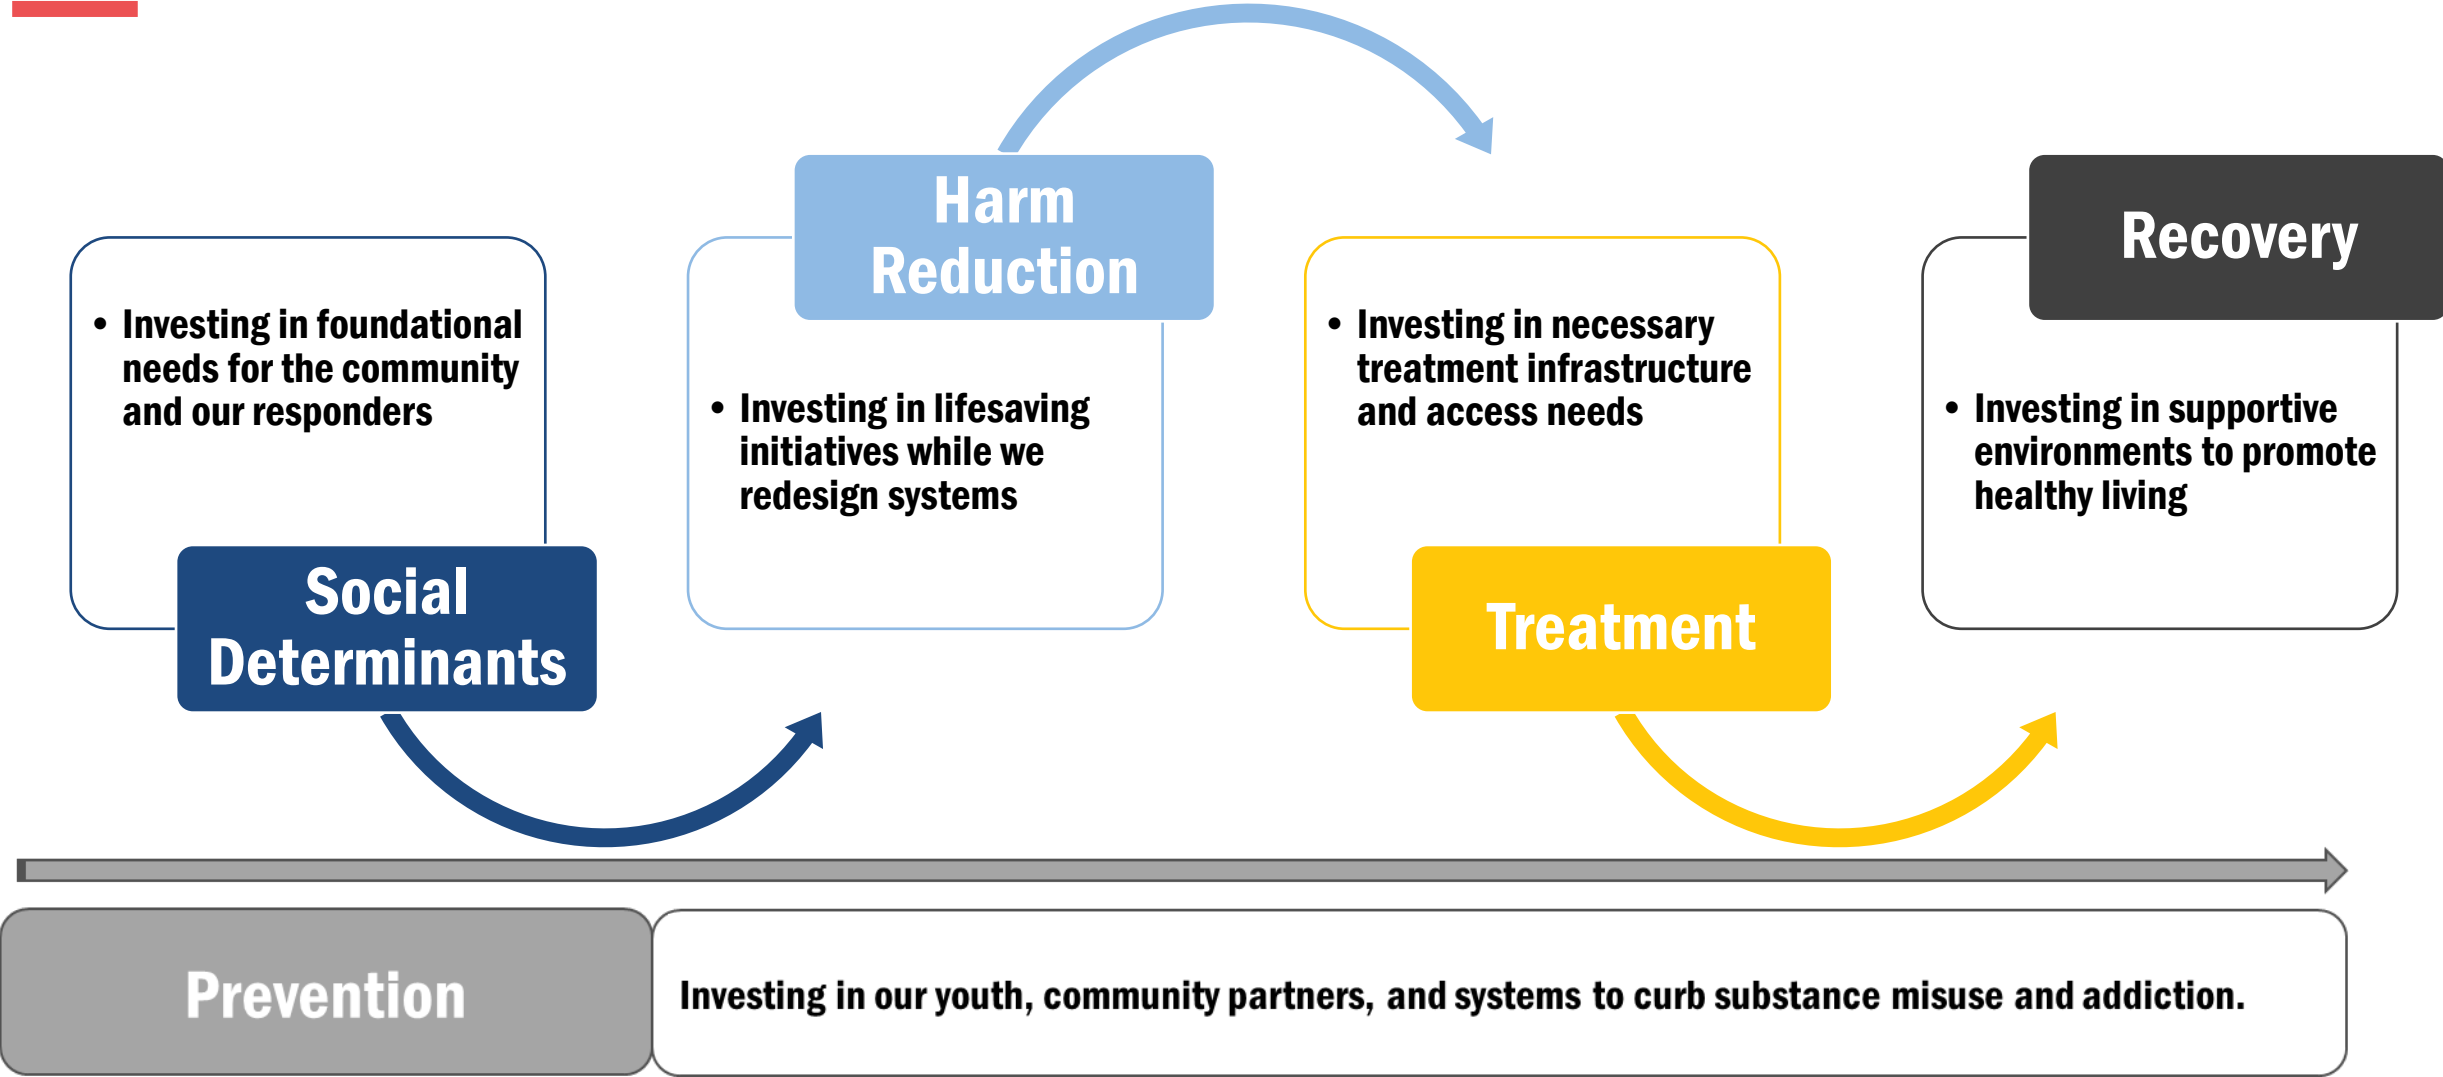 • Investing in foundational
needs for the community
and our responders
Social
Determinants
Harm
Reduction
• Investing in lifesaving
initiatives while we
redesign systems
• Investing in necessary
treatment infrastructure
and access needs
Treatment
Recovery
• Investing in supportive
environments to promote
healthy living
Prevention
Investing in our youth, community partners, and systems to curb substance misuse and addiction.